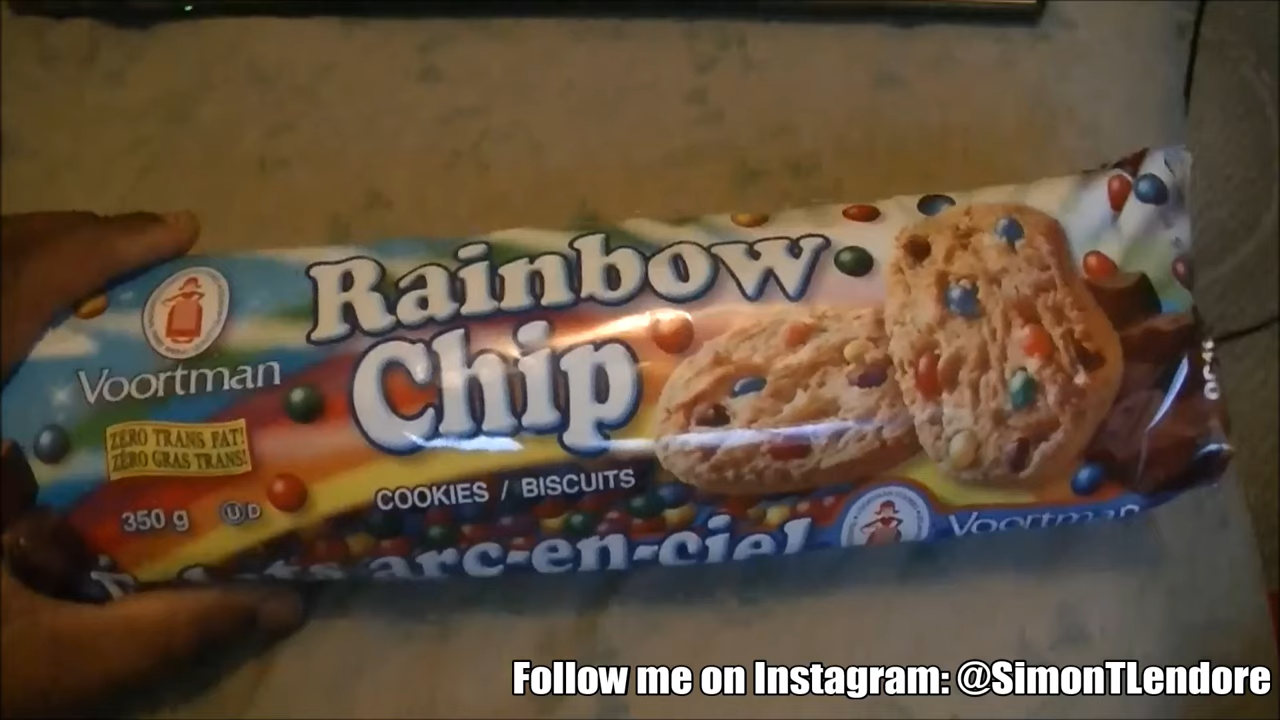 Rainbow
Chip
Voortman
ZERO TRANS FAT!
ZÉRO GRAS TRANS!
COOKIES / BISCUITS
350 g
U D
arc-en-ciel
Voortman
Follow me on Instagram: @SimonTLendore